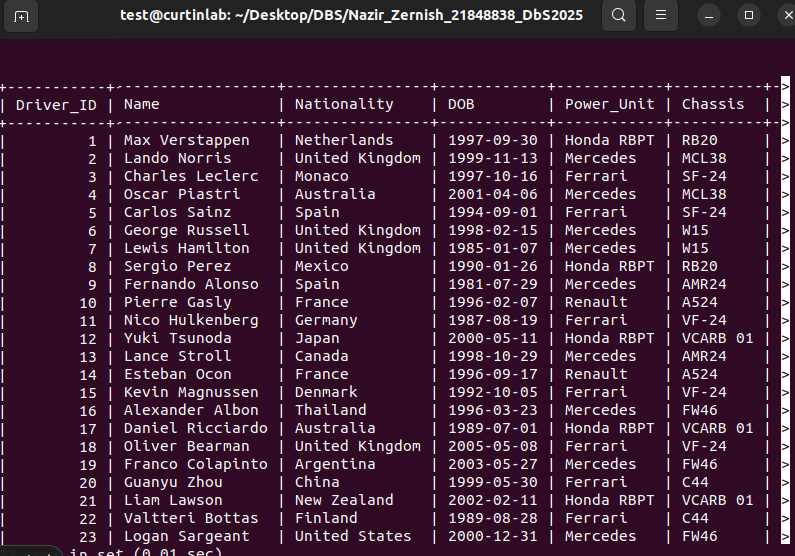 test@curtinlab: ~/Desktop/DBS/Nazir_Zernish_21848838_DbS2025
+-----------+------------------+----------------+------------+------------+----------+->
| Driver_ID | Name | Nationality | DOB | Power_Unit | Chassis | >
+-----------+------------------+----------------+------------+------------+----------+->
| 1 | Max Verstappen | Netherlands | 1997-09-30 | Honda RBPT | RB20 | >
| 2 | Lando Norris | United Kingdom | 1999-11-13 | Mercedes | MCL38 | >
| 3 | Charles Leclerc | Monaco | 1997-10-16 | Ferrari | SF-24 | >
| 4 | Oscar Piastri | Australia | 2001-04-06 | Mercedes | MCL38 | >
| 5 | Carlos Sainz | Spain | 1994-09-01 | Ferrari | SF-24 | >
| 6 | George Russell | United Kingdom | 1998-02-15 | Mercedes | W15 | >
| 7 | Lewis Hamilton | United Kingdom | 1985-01-07 | Mercedes | W15 | >
| 8 | Sergio Perez | Mexico | 1990-01-26 | Honda RBPT | RB20 | >
| 9 | Fernando Alonso | Spain | 1981-07-29 | Mercedes | AMR24 | >
| 10 | Pierre Gasly | France | 1996-02-07 | Renault | A524 | >
| 11 | Nico Hulkenberg | Germany | 1987-08-19 | Ferrari | VF-24 | >
| 12 | Yuki Tsunoda | Japan | 2000-05-11 | Honda RBPT | VCARB 01 | >
| 13 | Lance Stroll | Canada | 1998-10-29 | Mercedes | AMR24 | >
| 14 | Esteban Ocon | France | 1996-09-17 | Renault | A524 | >
| 15 | Kevin Magnussen | Denmark | 1992-10-05 | Ferrari | VF-24 | >
| 16 | Alexander Albon | Thailand | 1996-03-23 | Mercedes | FW46 | >
| 17 | Daniel Ricciardo | Australia | 1989-07-01 | Honda RBPT | VCARB 01 | >
| 18 | Oliver Bearman | United Kingdom | 2005-05-08 | Ferrari | VF-24 | >
| 19 | Franco Colapinto | Argentina | 2003-05-27 | Mercedes | FW46 | >
| 20 | Guanyu Zhou | China | 1999-05-30 | Ferrari | C44 | >
| 21 | Liam Lawson | New Zealand | 2002-02-11 | Honda RBPT | VCARB 01 | >
| 22 | Valtteri Bottas | Finland | 1989-08-28 | Ferrari | C44 | >
| 23 | Logan Sargeant | United States | 2000-12-31 | Mercedes | FW46 | >
in set (0.01 sec)